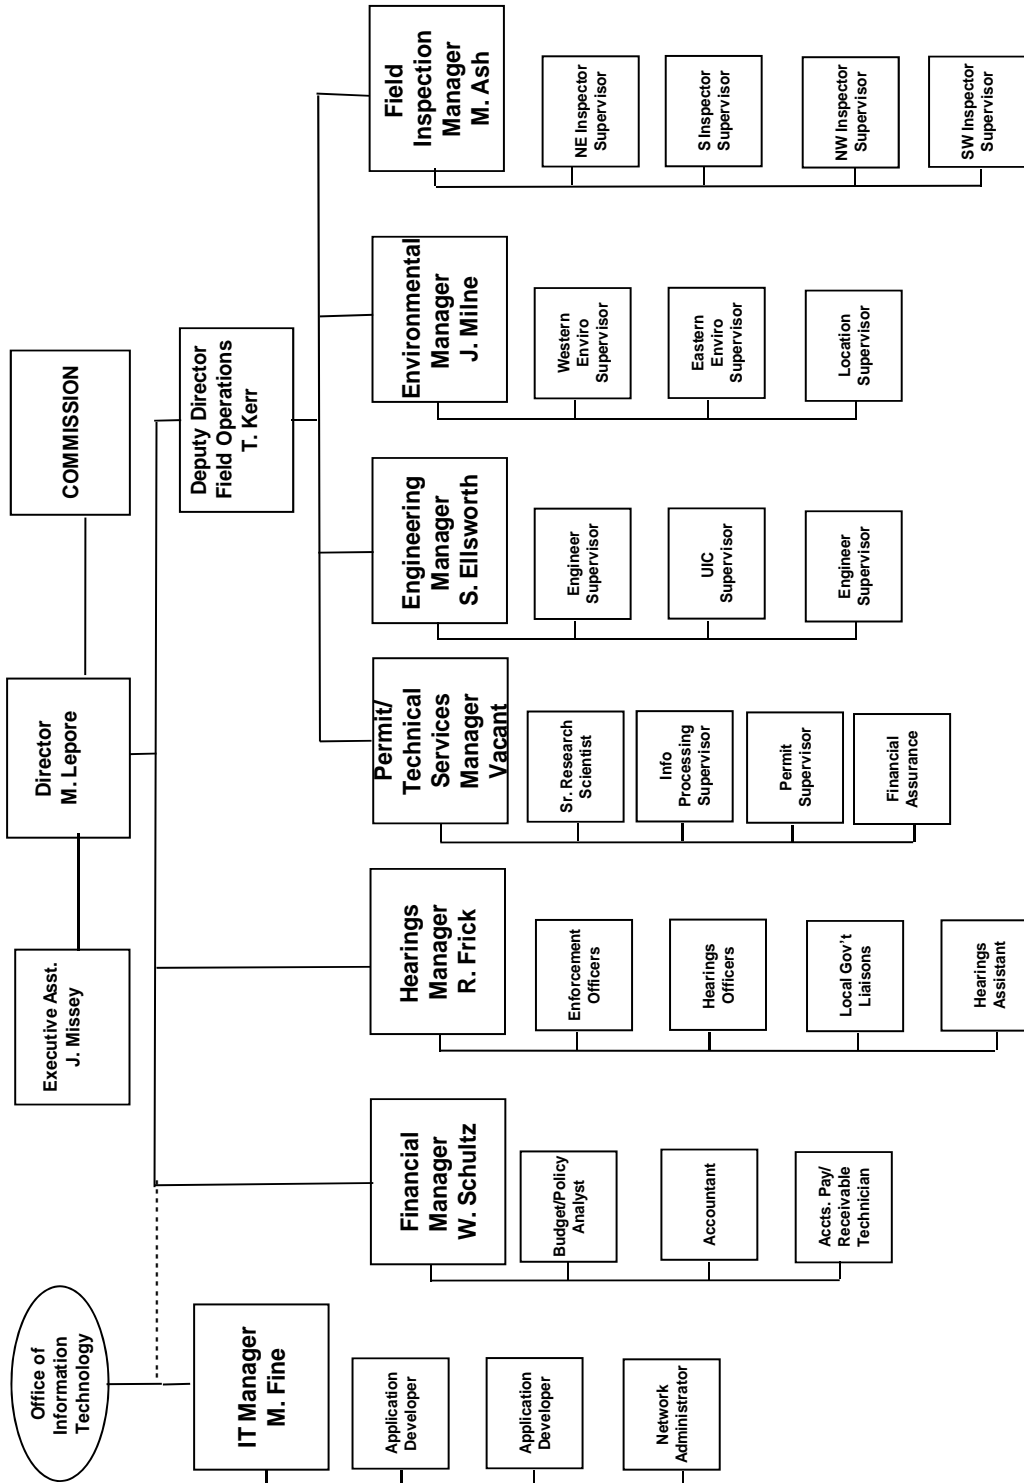 COMMISSION
Director
M. Lepore
Executive Asst.
J. Missey
Office of
Information
Technology
Deputy Director
Field Operations
T. Kerr
IT Manager
M. Fine
Application
Developer
Application
Developer
Network
Administrator
Financial
Manager
W. Schultz
Budget/Policy
Analyst
Accountant
Accts. Pay/
Receivable
Technician
Hearings
Manager
R. Frick
Enforcement
Officers
Hearings
Officers
Local Gov't
Liaisons
Hearings
Assistant
Permit/
Technical
Services
Manager
Vacant
Sr. Research
Scientist
Info
Processing
Supervisor
Permit
Supervisor
Financial
Assurance
Engineering
Manager
S. Ellsworth
Engineer
Supervisor
UIC
Supervisor
Engineer
Supervisor
Environmental
Manager
J. Milne
Western
Enviro
Supervisor
Eastern
Enviro
Supervisor
Location
Supervisor
Field
Inspection
Manager
M. Ash
NE Inspector
Supervisor
S Inspector
Supervisor
NW Inspector
Supervisor
SW Inspector
Supervisor